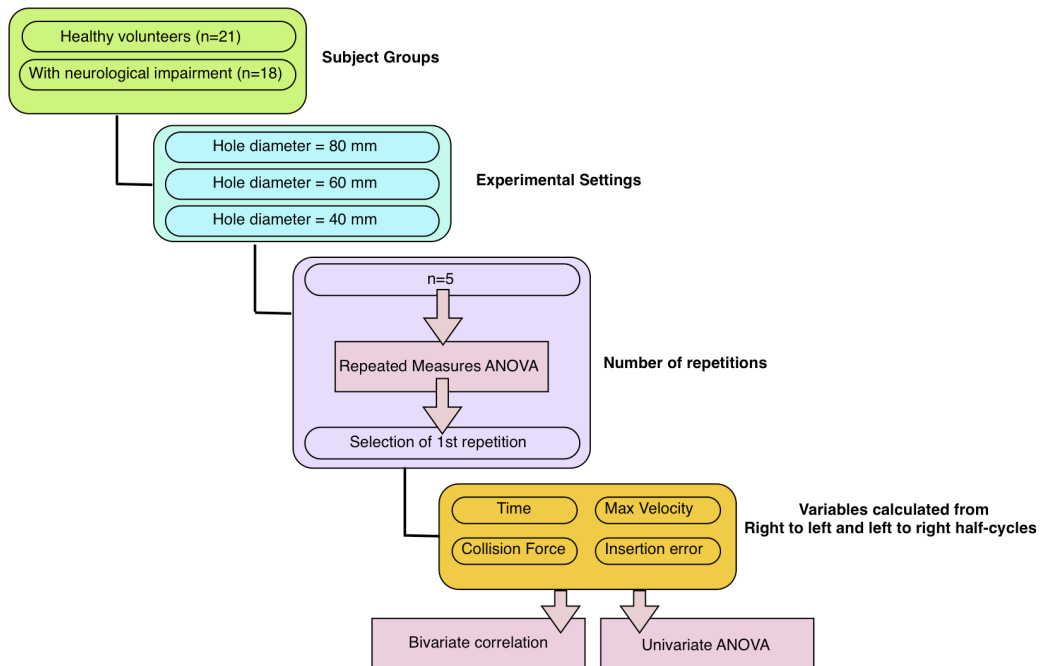 Healthy volunteers (n=21)
With neurological impairment (n=18)
Subject Groups
Hole diameter = 80 mm
Hole diameter = 60 mm
Hole diameter = 40 mm
Experimental Settings
n=5
Repeated Measures ANOVA
Selection of 1st repetition
Number of repetitions
Time
Max Velocity
Collision Force
Insertion error
Variables calculated from
Right to left and left to right half-cycles
Bivariate correlation
Univariate ANOVA